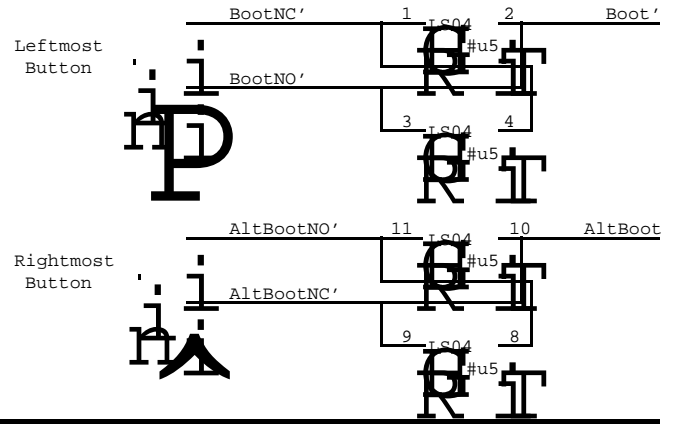 BootNC’ 1 LS04 2 Boot’
#u5
Leftmost
Button
BootNO’
3 LS04 4
#u5
AltBootNO’ 11 LS04 10 AltBoot
#u5
Rightmost
Button
AltBootNC’
9 LS04 8
#u5